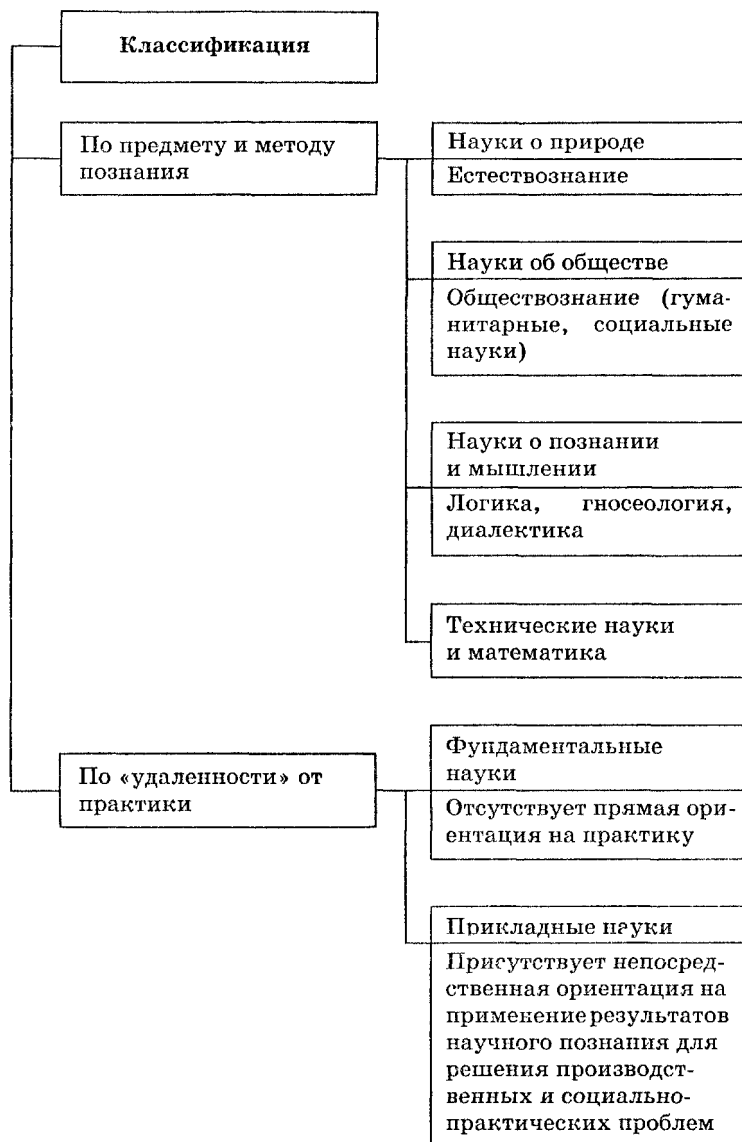 Классификация
По предмету и методу
познания
Науки о природе
Естествознание
Науки об обществе
Обществознание (гума-
нитарные, социальные
науки)
Науки о познании
и мышлении
Логика, гносеология,
диалектика
Технические науки
и математика
По «удаленности» от
практики
Фундаментальные
науки
Отсутствует прямая ори-
ентация на практику
Прикладные науки
Присутствует непосред-
ственная ориентация на
применение результатов
научного познания для
решения производст-
венных и социально-
практических проблем